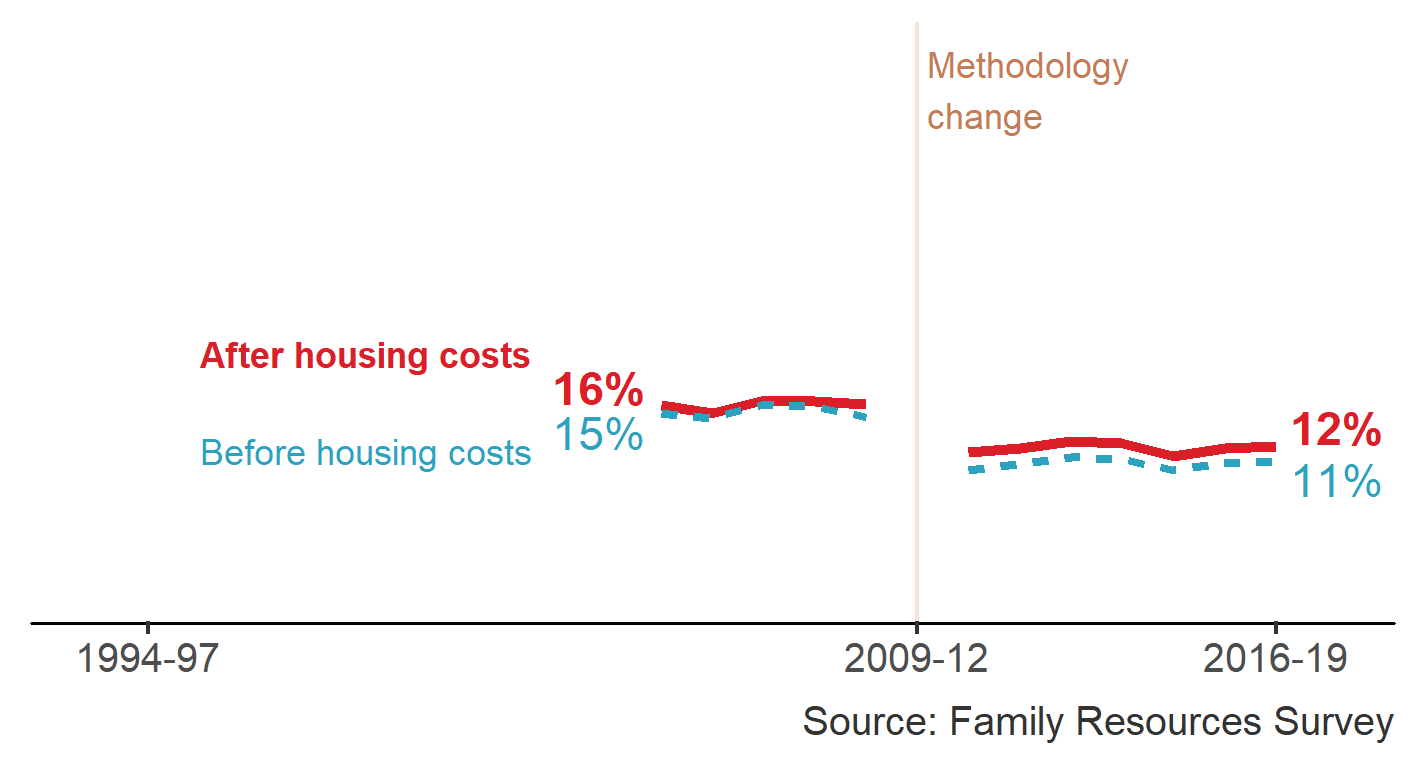 Methodology
change
After housing costs
16%
15%
Before housing costs
12%
11%
1994-97
2009-12
2016-19
Source: Family Resources Survey